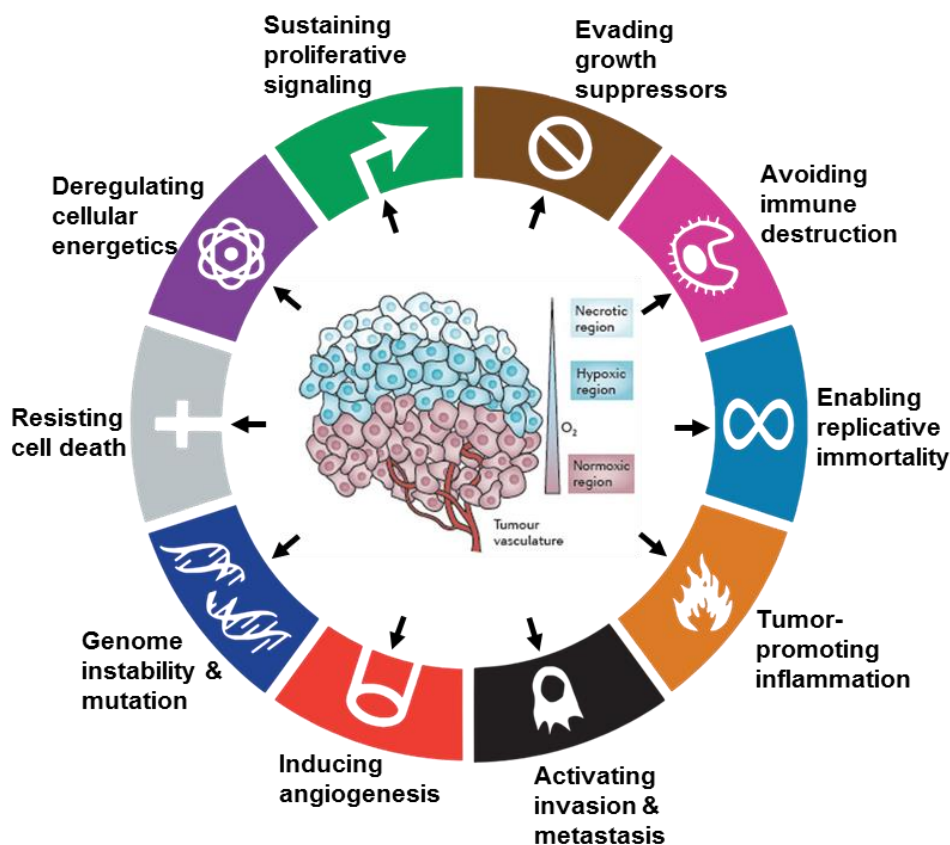 Sustaining
proliferative
signaling
Evading
growth
suppressors
Deregulating
cellular
energetics
Avoiding
immune
destruction
Necrotic
region
Hypoxic
region
O₂
Normoxic
region
Tumour
vasculature
Resisting
cell death
Enabling
replicative
immortality
Genome
instability &
mutation
Tumor-
promoting
inflammation
Inducing
angiogenesis
Activating
invasion &
metastasis